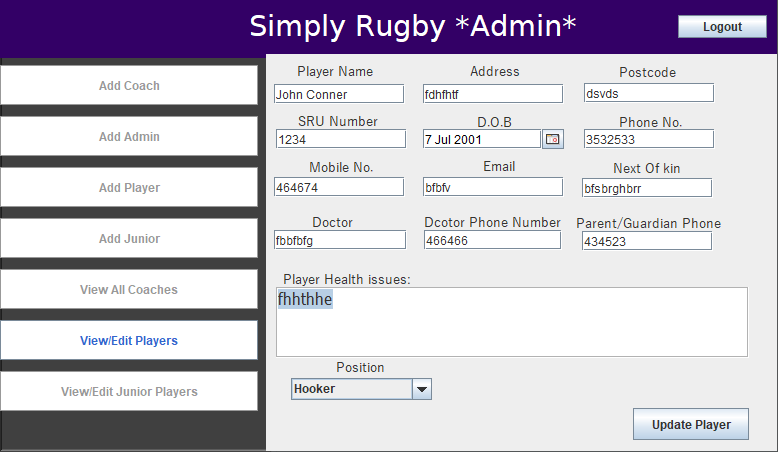 Simply Rugby *Admin*
Logout
Add Coach
Add Admin
Add Player
Add Junior
View All Coaches
View/Edit Players
View/Edit Junior Players
Player Name
Address
Postcode
John Conner
fdhfhtf
dsvds
SRU Number
D.O.B
Phone No.
1234
7 Jul 2001
3532533
Mobile No.
Email
Next Of kin
464674
bfbfv
bfsbrghbrr
Doctor
Dcotor Phone Number
Parent/Guardian Phone
fbbfbfg
466466
434523
Player Health issues:
fhhthhe
Position
Hooker
Update Player